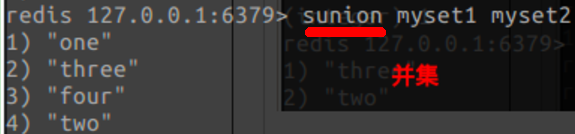 redis 127.0.0.1:6379> sunion myset1 myset2
1) "one"
2) "three"
3) "four"
4) "two"
redis 127.0.0.1:6379>
1) "three
2) "two"
并集